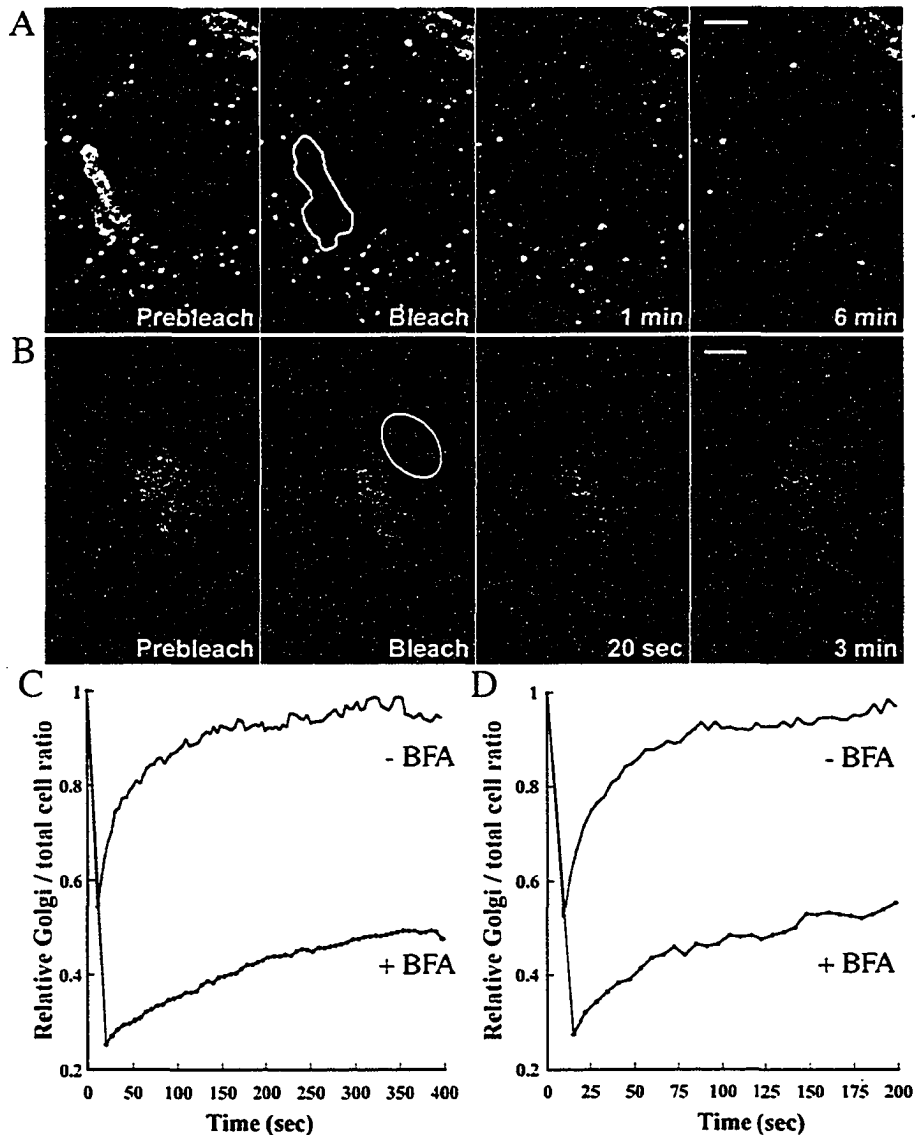 A
Prebleach
Bleach
1 min
6 min
B
Prebleach
Bleach
20 sec
3 min
C
Relative Golgi / total cell ratio
1
0.8
0.6
0.4
0.2
- BFA
+ BFA
0 50 100 150 200 250 300 350 400
Time (sec)
D
Relative Golgi / total cell ratio
1
0.8
0.6
0.4
0.2
- BFA
+ BFA
0 25 50 75 100 125 150 175 200
Time (sec)